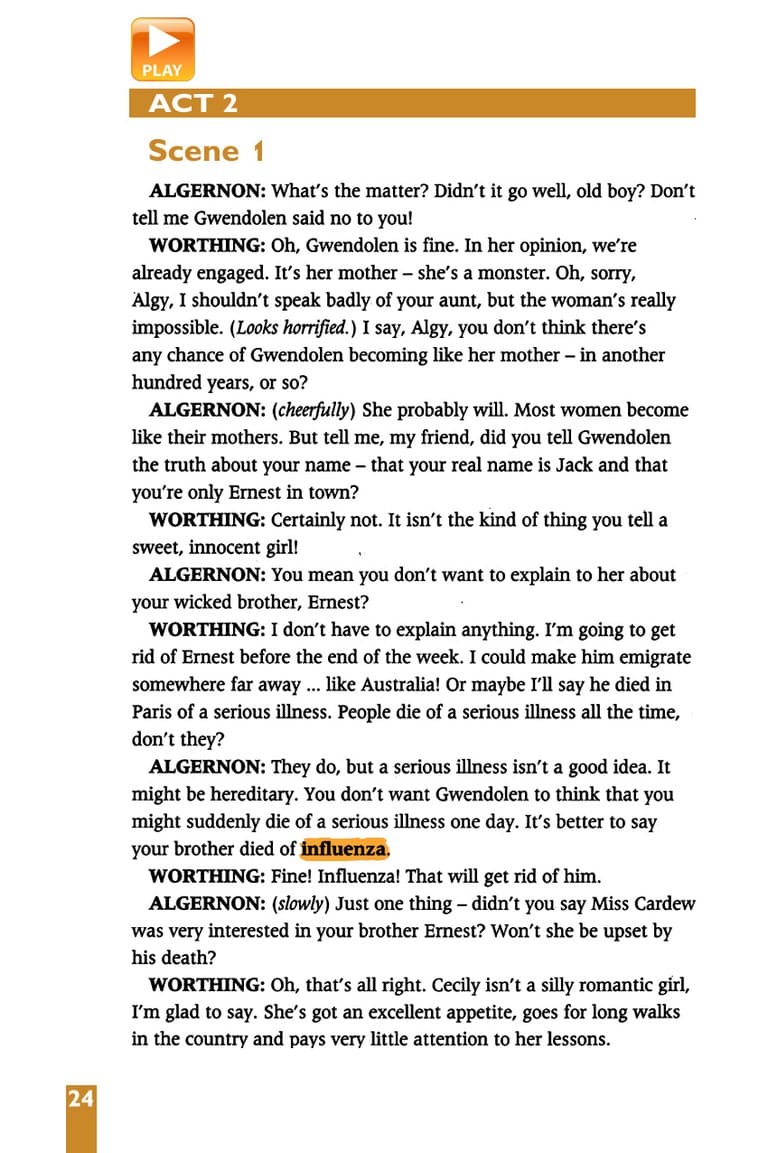 PLAY
ACT 2
Scene 1
ALGERNON: What's the matter? Didn't it go well, old boy? Don't
tell me Gwendolen said no to you!
WORTHING: Oh, Gwendolen is fine. In her opinion, we're
already engaged. It's her mother – she's a monster. Oh, sorry,
Algy, I shouldn't speak badly of your aunt, but the woman's really
impossible. (Looks horrified.) I say, Algy, you don't think there's
any chance of Gwendolen becoming like her mother – in another
hundred years, or so?
ALGERNON: (cheerfully) She probably will. Most women become
like their mothers. But tell me, my friend, did you tell Gwendolen
the truth about your name – that your real name is Jack and that
you're only Ernest in town?
WORTHING: Certainly not. It isn't the kind of thing you tell a
sweet, innocent girl!
ALGERNON: You mean you don't want to explain to her about
your wicked brother, Ernest?
WORTHING: I don't have to explain anything. I'm going to get
rid of Ernest before the end of the week. I could make him emigrate
somewhere far away ... like Australia! Or maybe I'll say he died in
Paris of a serious illness. People die of a serious illness all the time,
don't they?
ALGERNON: They do, but a serious illness isn't a good idea. It
might be hereditary. You don't want Gwendolen to think that you
might suddenly die of a serious illness one day. It's better to say
your brother died of influenza.
WORTHING: Fine! Influenza! That will get rid of him.
ALGERNON: (slowly) Just one thing – didn't you say Miss Cardew
was very interested in your brother Ernest? Won't she be upset by
his death?
WORTHING: Oh, that's all right. Cecily isn't a silly romantic girl,
I'm glad to say. She's got an excellent appetite, goes for long walks
in the country and pays very little attention to her lessons.
24